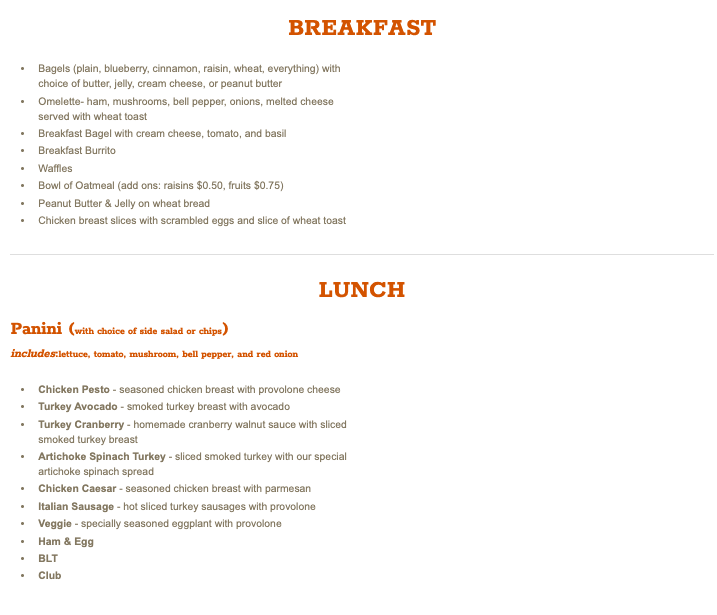 BREAKFAST
• Bagels (plain, blueberry, cinnamon, raisin, wheat, everything) with
choice of butter, jelly, cream cheese, or peanut butter
• Omelette- ham, mushrooms, bell pepper, onions, melted cheese
served with wheat toast
• Breakfast Bagel with cream cheese, tomato, and basil
• Breakfast Burrito
• Waffles
• Bowl of Oatmeal (add ons: raisins $0.50, fruits $0.75)
• Peanut Butter & Jelly on wheat bread
• Chicken breast slices with scrambled eggs and slice of wheat toast
LUNCH
Panini (with choice of side salad or chips)
includes:lettuce, tomato, mushroom, bell pepper, and red onion
• Chicken Pesto - seasoned chicken breast with provolone cheese
• Turkey Avocado - smoked turkey breast with avocado
• Turkey Cranberry - homemade cranberry walnut sauce with sliced
smoked turkey breast
• Artichoke Spinach Turkey - sliced smoked turkey with our special
artichoke spinach spread
• Chicken Caesar - seasoned chicken breast with parmesan
• Italian Sausage - hot sliced turkey sausages with provolone
• Veggie - specially seasoned eggplant with provolone
• Ham & Egg
• BLT
• Club